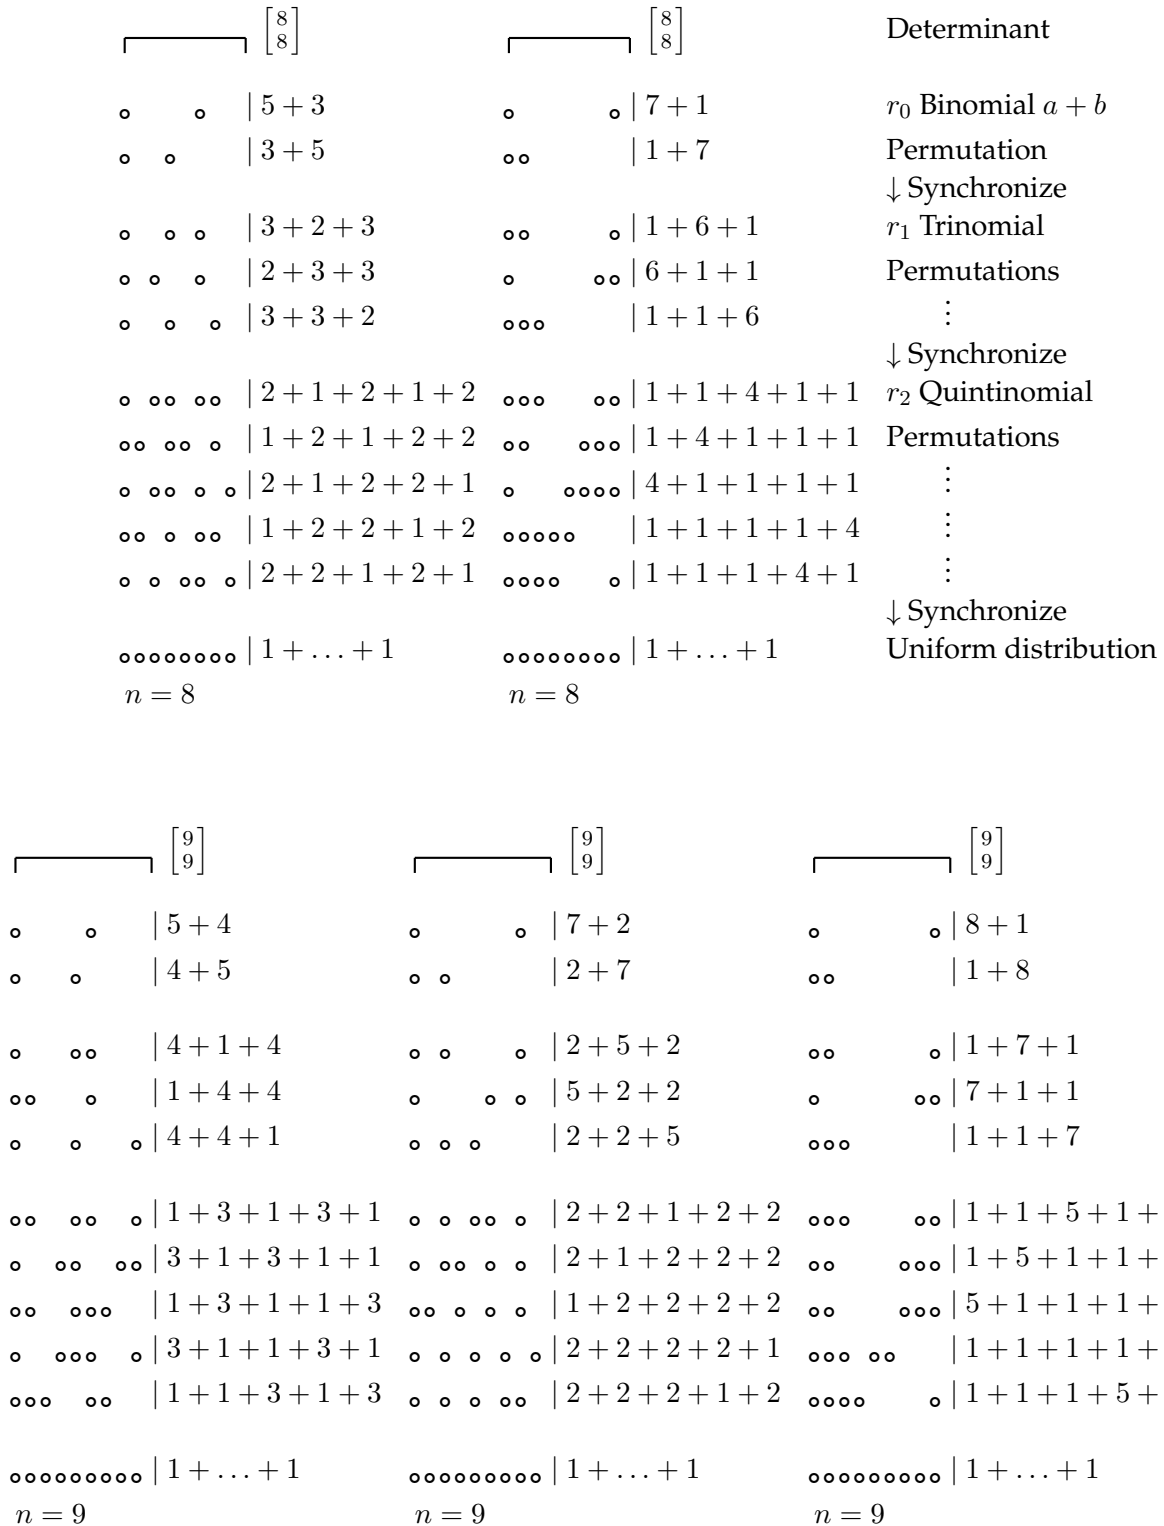 [8 8] [8 8] Determinant
| 5 + 3 | 7 + 1 r₀ Binomial a + b
| 3 + 5 | 1 + 7 Permutation
↓ Synchronize
| 3 + 2 + 3 | 1 + 6 + 1 r₁ Trinomial
| 2 + 3 + 3 | 6 + 1 + 1 Permutations
| 3 + 3 + 2 | 1 + 1 + 6 ⋮
↓ Synchronize
| 2 + 1 + 2 + 1 + 2 | 1 + 1 + 4 + 1 + 1 r₂ Quintinomial
| 1 + 2 + 1 + 2 + 2 | 1 + 4 + 1 + 1 + 1 Permutations
| 2 + 1 + 2 + 2 + 1 | 4 + 1 + 1 + 1 + 1 ⋮
| 1 + 2 + 2 + 1 + 2 | 1 + 1 + 1 + 1 + 4 ⋮
| 2 + 2 + 1 + 2 + 1 | 1 + 1 + 1 + 4 + 1 ⋮
↓ Synchronize
| 1 + … + 1 | 1 + … + 1 Uniform distribution
n = 8 n = 8
[9 9] [9 9] [9 9]
| 5 + 4 | 7 + 2 | 8 + 1
| 4 + 5 | 2 + 7 | 1 + 8
| 4 + 1 + 4 | 2 + 5 + 2 | 1 + 7 + 1
| 1 + 4 + 4 | 5 + 2 + 2 | 7 + 1 + 1
| 4 + 4 + 1 | 2 + 2 + 5 | 1 + 1 + 7
| 1 + 3 + 1 + 3 + 1 | 2 + 2 + 1 + 2 + 2 | 1 + 1 + 5 + 1 +
| 3 + 1 + 3 + 1 + 1 | 2 + 1 + 2 + 2 + 2 | 1 + 5 + 1 + 1 +
| 1 + 3 + 1 + 1 + 3 | 1 + 2 + 2 + 2 + 2 | 5 + 1 + 1 + 1 +
| 3 + 1 + 1 + 3 + 1 | 2 + 2 + 2 + 2 + 1 | 1 + 1 + 1 + 1 +
| 1 + 1 + 3 + 1 + 3 | 2 + 2 + 2 + 1 + 2 | 1 + 1 + 1 + 5 +
| 1 + … + 1 | 1 + … + 1 | 1 + … + 1
n = 9 n = 9 n = 9